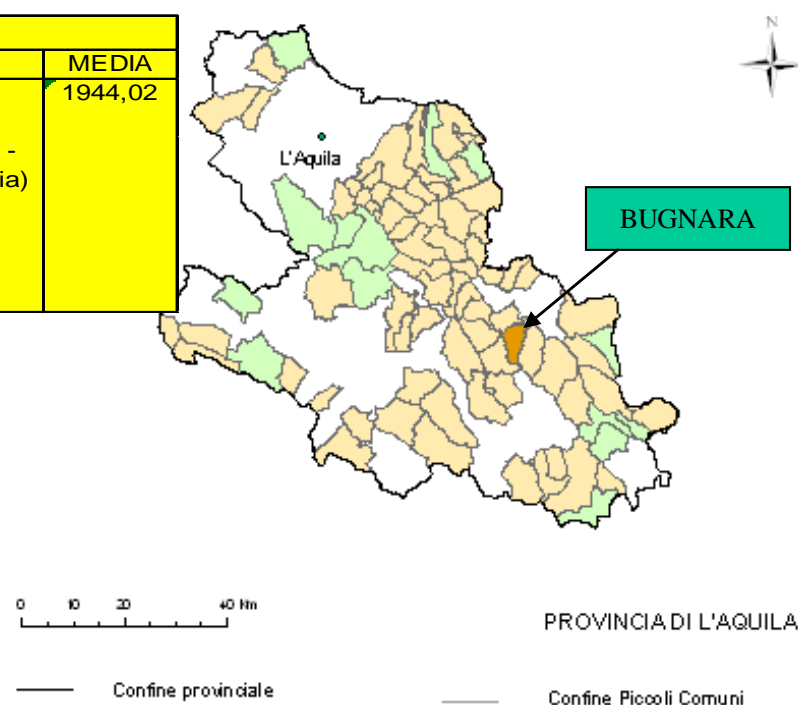 MEDIA
1944,02
-
ia)
N
L'Aquila
BUGNARA
0 10 20 40 Km
PROVINCIA DI L'AQUILA
Confine provinciale
Confine Piccoli Comuni